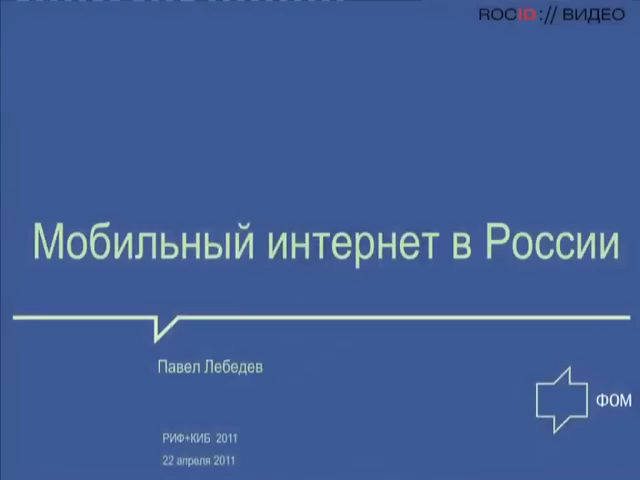 ROCID:// ВИДЕО
Мобильный интернет в России
Павел Лебедев
ФОМ
РИФ+КИБ 2011
22 апреля 2011